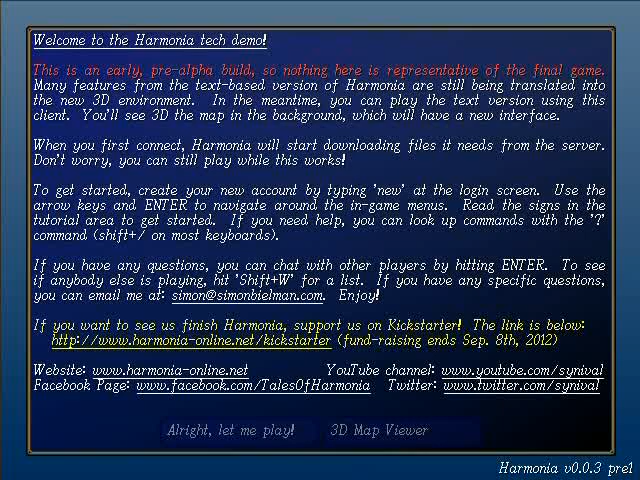 Welcome to the Harmonia tech demo!
This is an early, pre-alpha build, so nothing here is representative of the final game.
Many features from the text-based version of Harmonia are still being translated into
the new 3D environment. In the meantime, you can play the text version using this
client. You'll see 3D the map in the background, which will have a new interface.
When you first connect, Harmonia will start downloading files it needs from the server.
Don't worry, you can still play while this works!
To get started, create your new account by typing 'new' at the login screen. Use the
arrow keys and ENTER to navigate around the in-game menus. Read the signs in the
tutorial area to get started. If you need help, you can look up commands with the '?'
command (shift+/ on most keyboards).
If you have any questions, you can chat with other players by hitting ENTER. To see
if anybody else is playing, hit 'Shift+W' for a list. If you have any specific questions,
you can email me at: simon@simonbielman.com. Enjoy!
If you want to see us finish Harmonia, support us on Kickstarter! The link is below:
http://www.harmonia-online.net/kickstarter (fund-raising ends Sep. 8th, 2012)
Website: www.harmonia-online.net YouTube channel: www.youtube.com/synival
Facebook Page: www.facebook.com/TalesOfHarmonia Twitter: www.twitter.com/synival
Alright, let me play! 3D Map Viewer
Harmonia v0.0.3 pre1